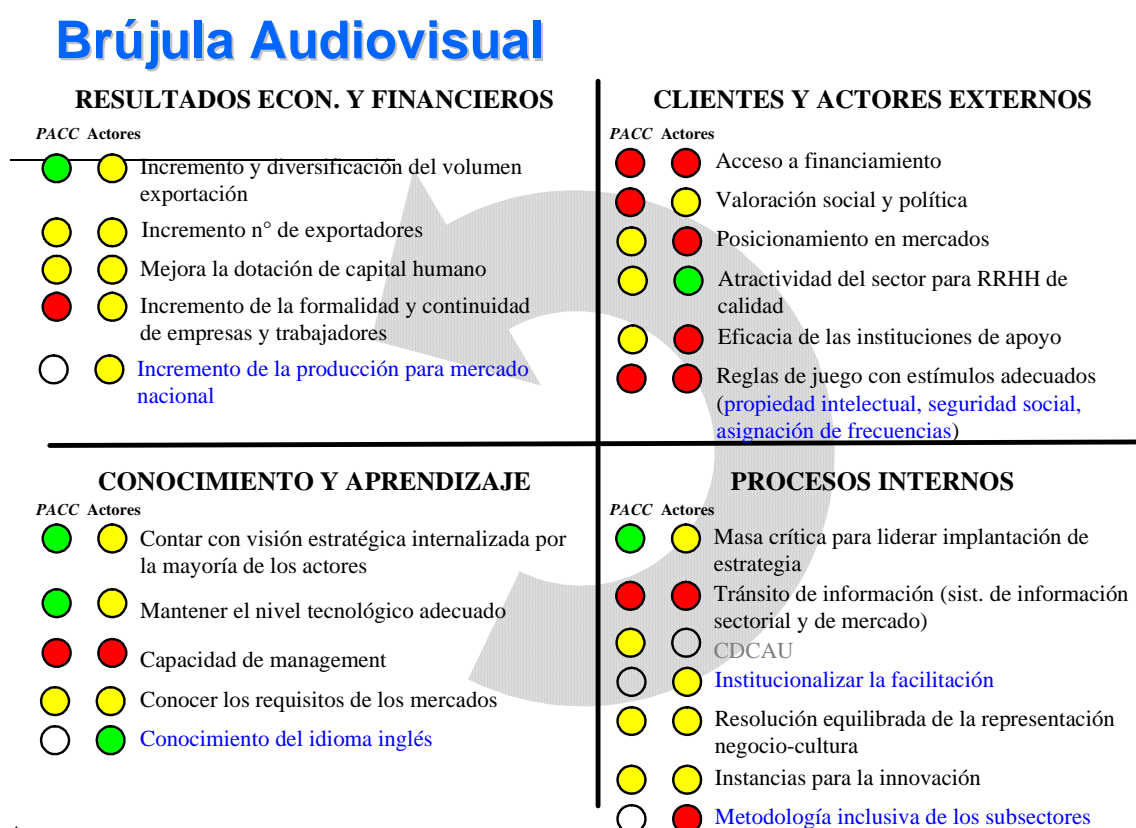 Brújula Audiovisual
RESULTADOS ECON. Y FINANCIEROS
PACC Actores
Incremento y diversificación del volumen
exportación
Incremento n° de exportadores
Mejora la dotación de capital humano
Incremento de la formalidad y continuidad
de empresas y trabajadores
Incremento de la producción para mercado
nacional
CLIENTES Y ACTORES EXTERNOS
PACC Actores
Acceso a financiamiento
Valoración social y política
Posicionamiento en mercados
Atractividad del sector para RRHH de
calidad
Eficacia de las instituciones de apoyo
Reglas de juego con estímulos adecuados
(propiedad intelectual, seguridad social,
asignación de frecuencias)
CONOCIMIENTO Y APRENDIZAJE
PACC Actores
Contar con visión estratégica internalizada por
la mayoría de los actores
Mantener el nivel tecnológico adecuado
Capacidad de management
Conocer los requisitos de los mercados
Conocimiento del idioma inglés
PROCESOS INTERNOS
PACC Actores
Masa crítica para liderar implantación de
estrategia
Tránsito de información (sist. de información
sectorial y de mercado)
CDCAU
Institucionalizar la facilitación
Resolución equilibrada de la representación
negocio-cultura
Instancias para la innovación
Metodología inclusiva de los subsectores